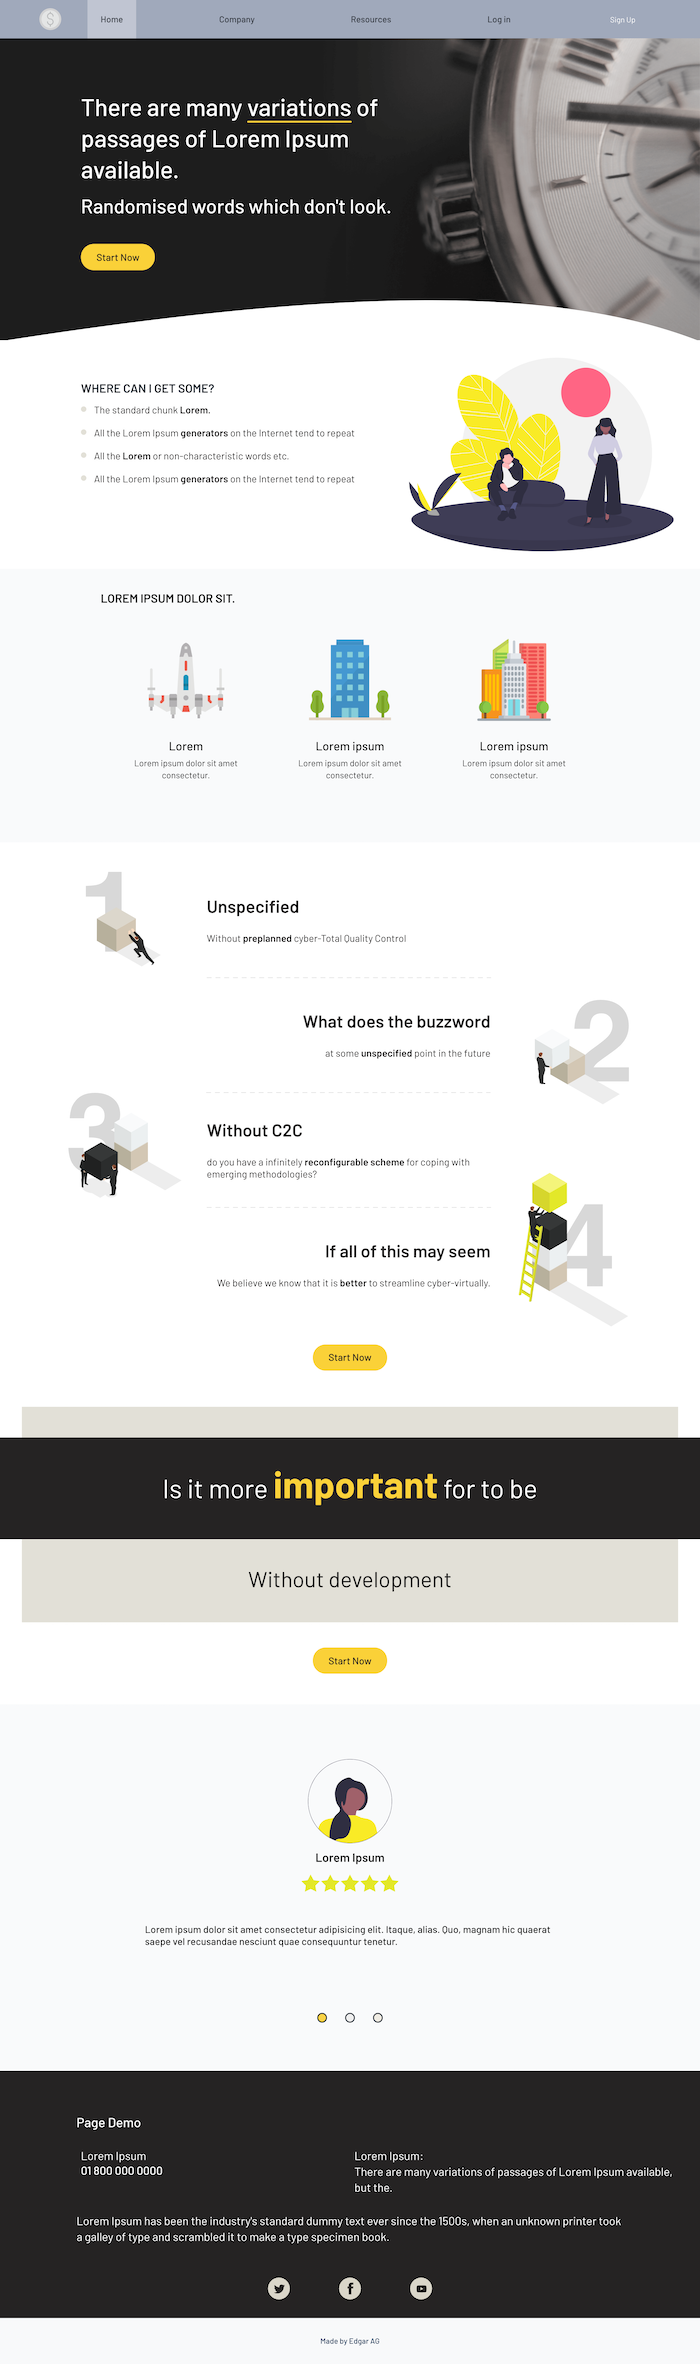 Home
Company
Resources
Log in
Sign Up
There are many variations of
passages of Lorem Ipsum
available.
Randomised words which don't look.
Start Now
WHERE CAN I GET SOME?
The standard chunk Lorem.
All the Lorem Ipsum generators on the Internet tend to repeat
All the Lorem or non-characteristic words etc.
All the Lorem Ipsum generators on the Internet tend to repeat
LOREM IPSUM DOLOR SIT.
Lorem
Lorem ipsum dolor sit amet
consectetur.
Lorem ipsum
Lorem ipsum dolor sit amet
consectetur.
Lorem ipsum
Lorem ipsum dolor sit amet
consectetur.
1
Unspecified
Without preplanned cyber-Total Quality Control
2
What does the buzzword
at some unspecified point in the future
3
Without C2C
do you have a infinitely reconfigurable scheme for coping with
emerging methodologies?
4
If all of this may seem
We believe we know that it is better to streamline cyber-virtually.
Start Now
Is it more important for to be
Without development
Start Now
Lorem Ipsum
Lorem ipsum dolor sit amet consectetur adipisicing elit. Itaque, alias. Quo, magnam hic quaerat
saepe vel recusandae nesciunt quae consequuntur tenetur.
Page Demo
Lorem Ipsum
01 800 000 0000
Lorem Ipsum:
There are many variations of passages of Lorem Ipsum available,
but the.
Lorem Ipsum has been the industry's standard dummy text ever since the 1500s, when an unknown printer took
a galley of type and scrambled it to make a type specimen book.
Made by Edgar AG